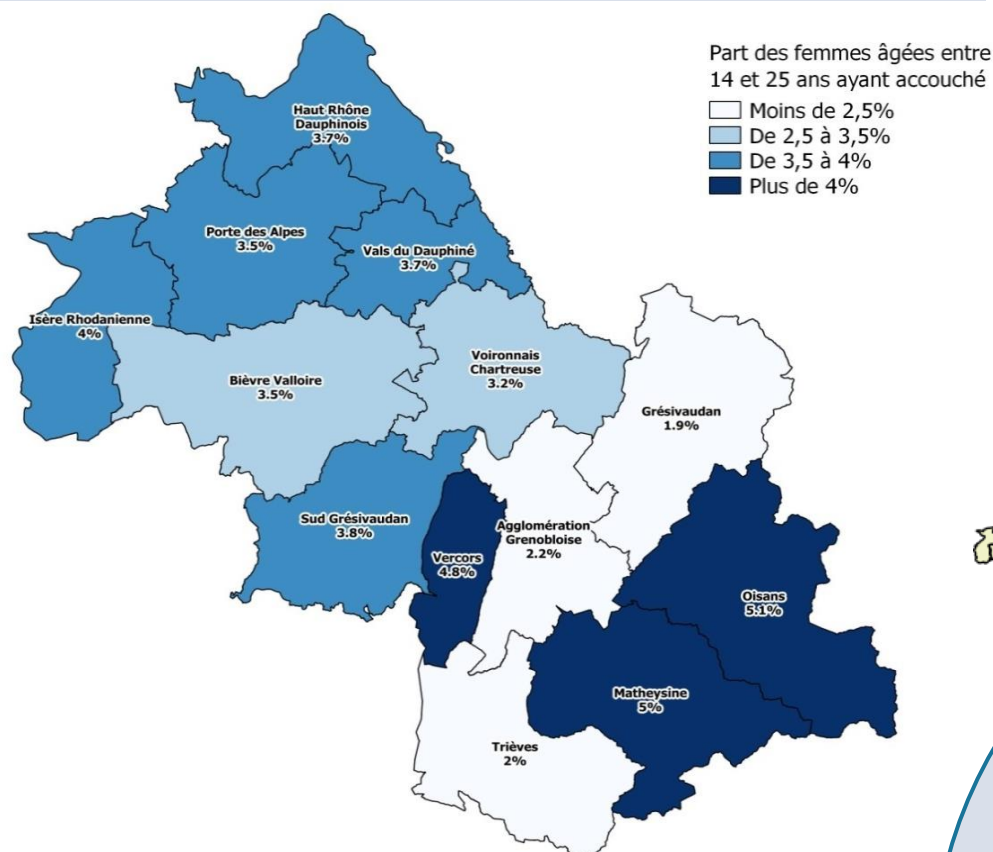 Part des femmes âgées entre
14 et 25 ans ayant accouché
Moins de 2,5%
De 2,5 à 3,5%
De 3,5 à 4%
Plus de 4%
Haut Rhône
Dauphinois
3.7%
Porte des Alpes
3.5%
Vals du Dauphiné
3.7%
Isère Rhodanienne
4%
Bièvre Valloire
3.5%
Voironnais
Chartreuse
3.2%
Grésivaudan
1.9%
Sud Grésivaudan
3.8%
Vercors
4.8%
Agglomération
Grenobloise
2.2%
Oisans
5.1%
Matheysine
5%
Trièves
2%